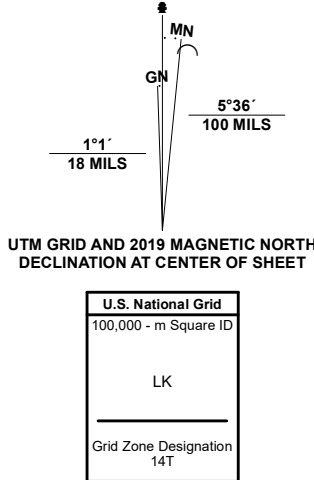 MN
GN
5°36´
100 MILS
1°1´
18 MILS
UTM GRID AND 2019 MAGNETIC NORTH
DECLINATION AT CENTER OF SHEET
U.S. National Grid
100,000 - m Square ID
LK
Grid Zone Designation
14T